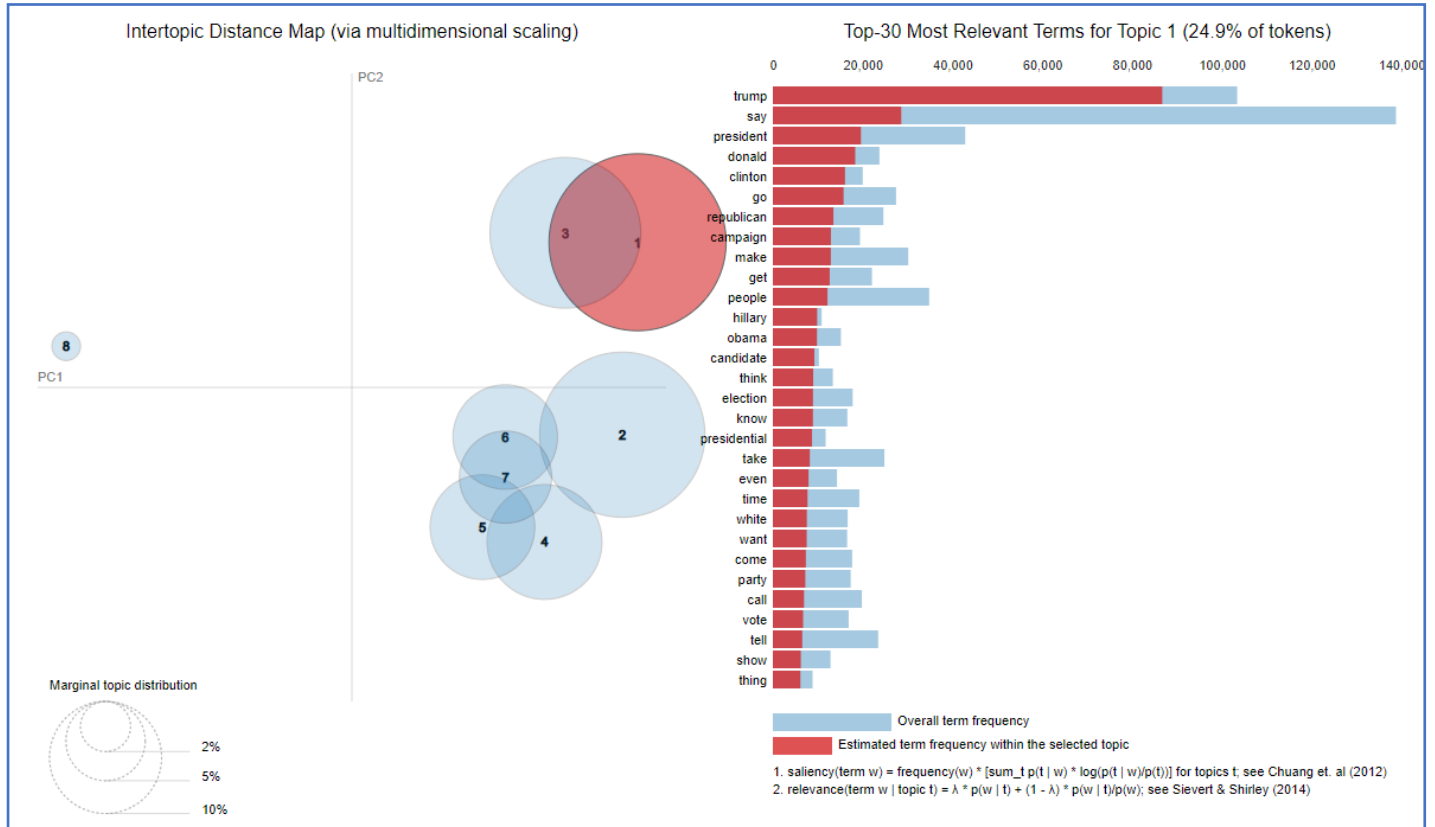 Intertopic Distance Map (via multidimensional scaling)
PC2
PC1
3
1
8
6
2
7
5
4
Marginal topic distribution
2%
5%
10%
Top-30 Most Relevant Terms for Topic 1 (24.9% of tokens)
0 20,000 40,000 60,000 80,000 100,000 120,000 140,000
trump
say
president
donald
clinton
go
republican
campaign
make
get
people
hillary
obama
candidate
think
election
know
presidential
take
even
time
white
want
come
party
call
vote
tell
show
thing
Overall term frequency
Estimated term frequency within the selected topic
1. saliency(term w) = frequency(w) * [sum_t p(t | w) * log(p(t | w)/p(t))] for topics t; see Chuang et. al (2012)
2. relevance(term w | topic t) = λ * p(w | t) + (1 - λ) * p(w | t)/p(w); see Sievert & Shirley (2014)